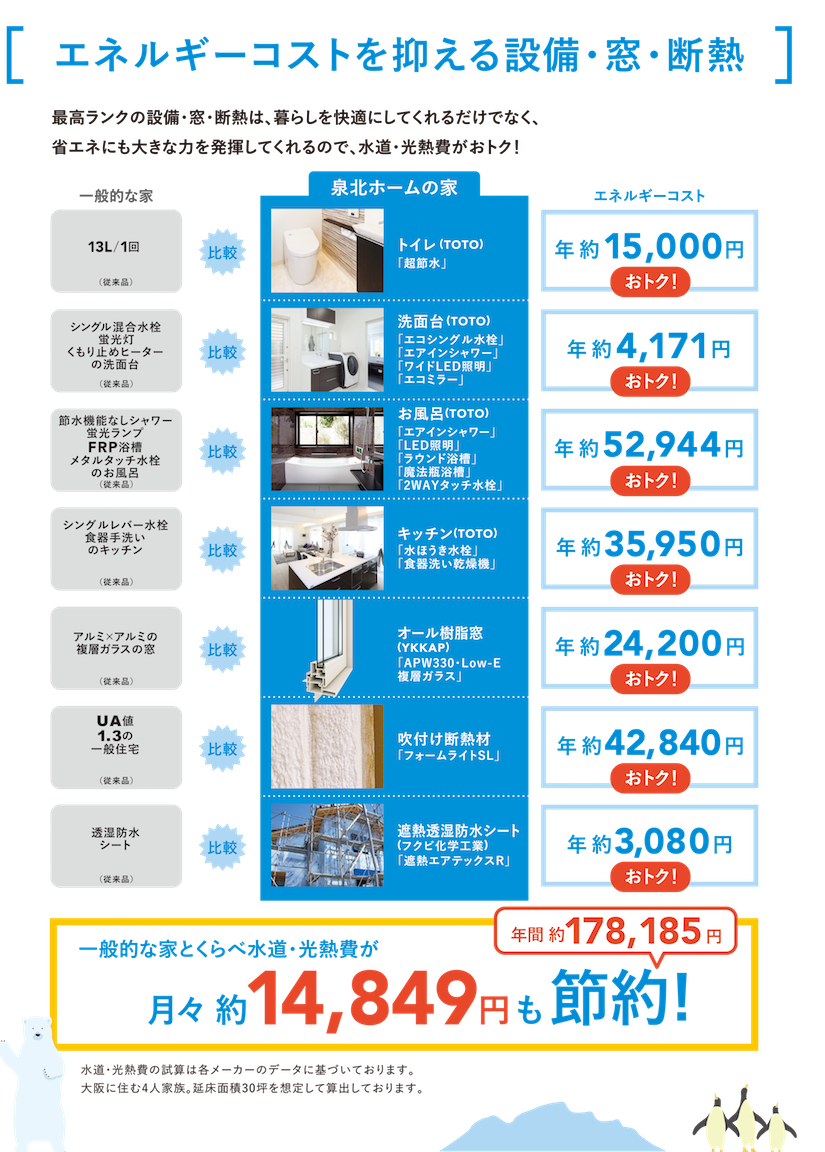 エネルギーコストを抑える設備・窓・断熱
最高ランクの設備・窓・断熱は、暮らしを快適にしてくれるだけでなく、
省エネにも大きな力を発揮してくれるので、水道・光熱費がおトク！
一般的な家
泉北ホームの家
エネルギーコスト
13L/1回
（従来品）
比較
トイレ（TOTO）
「超節水」
年 約15,000円
おトク！
シングル混合水栓
蛍光灯
くもり止めヒーター
の洗面台
（従来品）
比較
洗面台（TOTO）
「エコシングル水栓」
「エアインシャワー」
「ワイドLED照明」
「エコミラー」
年 約4,171円
おトク！
節水機能なしシャワー
蛍光ランプ
FRP浴槽
メタルタッチ水栓
のお風呂
（従来品）
比較
お風呂（TOTO）
「エアインシャワー」
「LED照明」
「ラウンド浴槽」
「魔法瓶浴槽」
「2WAYタッチ水栓」
年 約52,944円
おトク！
シングルレバー水栓
食器手洗い
のキッチン
（従来品）
比較
キッチン（TOTO）
「水ほうき水栓」
「食器洗い乾燥機」
年 約35,950円
おトク！
アルミ×アルミの
複層ガラスの窓
（従来品）
比較
オール樹脂窓
（YKKAP）
「APW330・Low-E
複層ガラス」
年 約24,200円
おトク！
UA値
1.3の
一般住宅
（従来品）
比較
吹付け断熱材
「フォームライトSL」
年 約42,840円
おトク！
透湿防水
シート
（従来品）
比較
遮熱透湿防水シート
（フクビ化学工業）
「遮熱エアテックスR」
年 約3,080円
おトク！
年間 約178,185円
一般的な家とくらべ水道・光熱費が
月々 約14,849円も節約！
水道・光熱費の試算は各メーカーのデータに基づいております。
大阪に住む4人家族。延床面積30坪を想定して算出しております。